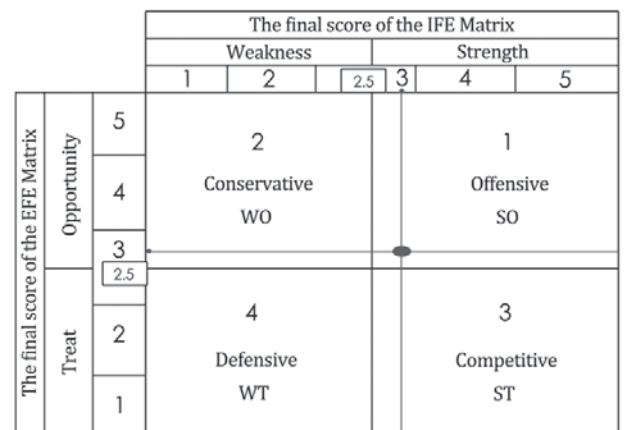 The final score of the IFE Matrix
Weakness Strength
1 2 2.5 3 4 5
The final score of the EFE Matrix
Opportunity
5
4
3
2.5
Treat
2
1
2
Conservative
WO
1
Offensive
SO
4
Defensive
WT
3
Competitive
ST